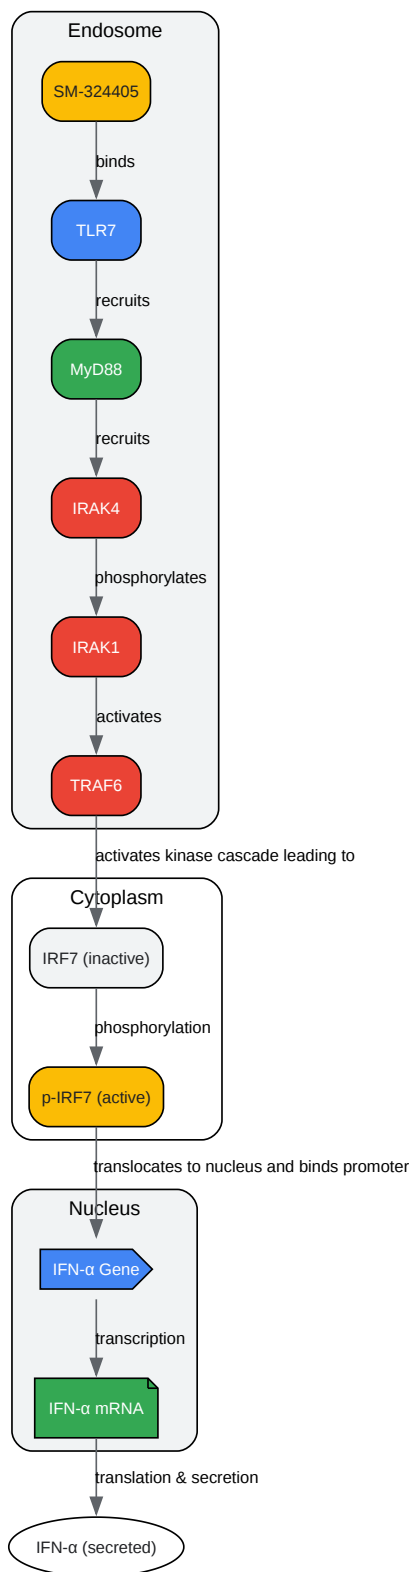 Endosome
SM-324405
binds
TLR7
recruits
MyD88
recruits
IRAK4
phosphorylates
IRAK1
activates
TRAF6
activates kinase cascade leading to
Cytoplasm
IRF7 (inactive)
phosphorylation
p-IRF7 (active)
translocates to nucleus and binds promoter
Nucleus
IFN-α Gene
transcription
IFN-α mRNA
translation & secretion
IFN-α (secreted)